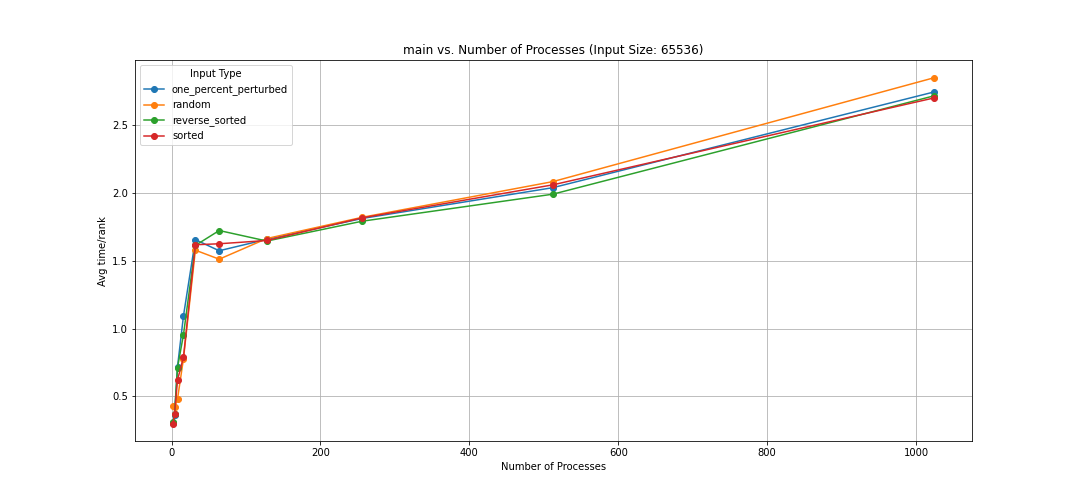 main vs. Number of Processes (Input Size: 65536)
Input Type
one_percent_perturbed
random
reverse_sorted
sorted
Avg time/rank
2.5
2.0
1.5
1.0
0.5
0
200
400
600
800
1000
Number of Processes